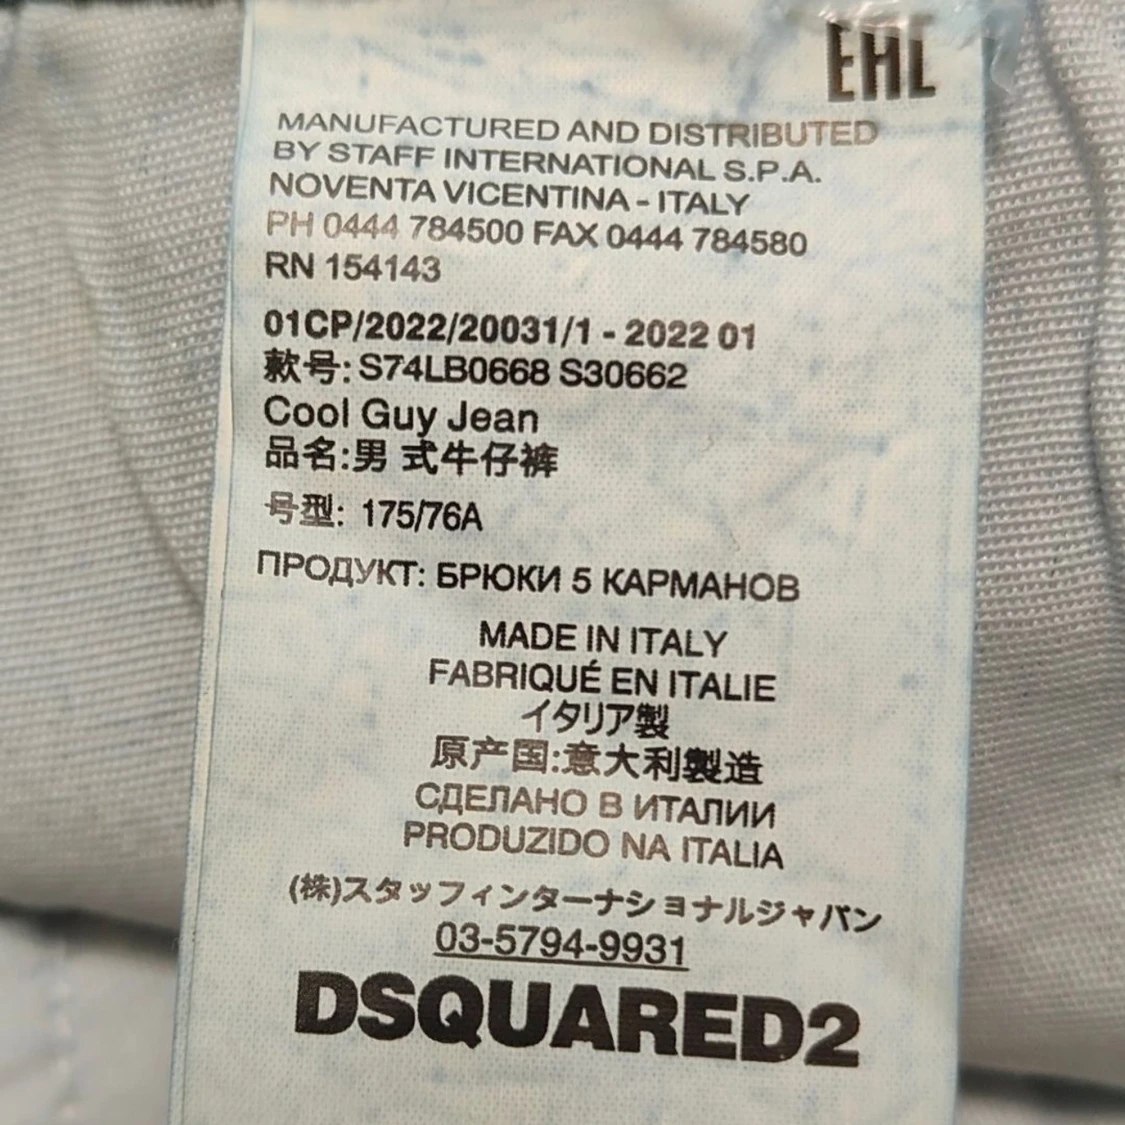 EAC
MANUFACTURED AND DISTRIBUTED
BY STAFF INTERNATIONAL S.P.A.
NOVENTA VICENTINA - ITALY
PH 0444 784500 FAX 0444 784580
RN 154143
01CP/2022/20031/1 - 2022 01
款号: S74LB0668 S30662
Cool Guy Jean
品名:男 式牛仔裤
号型: 175/76A
ПРОДУКТ: БРЮКИ 5 КАРМАНОВ
MADE IN ITALY
FABRIQUÉ EN ITALIE
イタリア製
原产国:意大利製造
СДЕЛАНО В ИТАЛИИ
PRODUZIDO NA ITALIA
(株)スタッフィンターナショナルジャパン
03-5794-9931
DSQUARED2